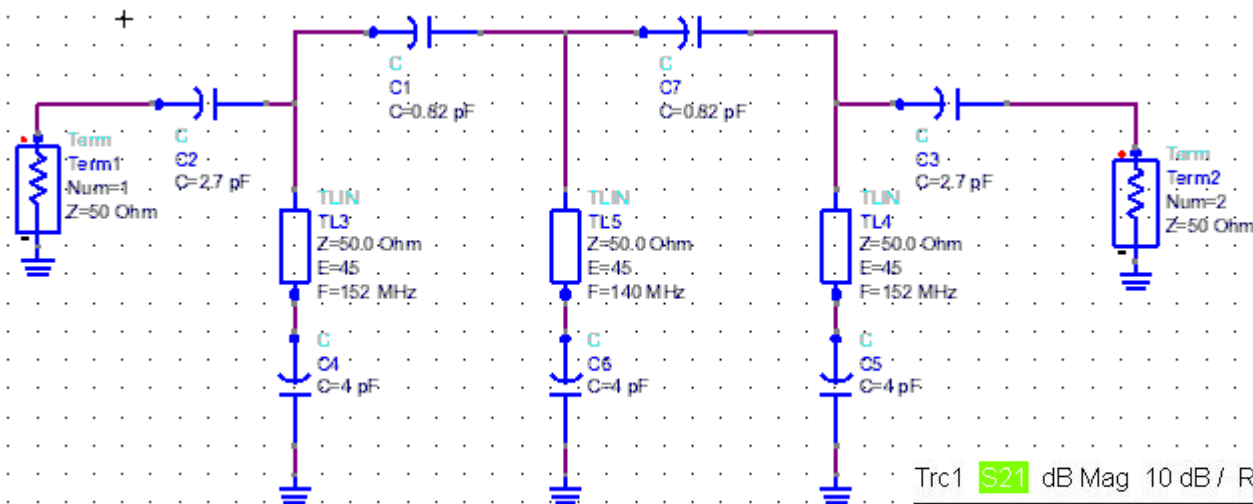 C
C1
C=0.82 pF
C
C7
C=0.82 pF
Term
Term1
Num=1
Z=50 Ohm
C
C2
C=2.7 pF
C
C3
C=2.7 pF
Term
Term2
Num=2
Z=50 Ohm
TLIN
TL3
Z=50.0 Ohm
E=45
F=152 MHz
TLIN
TL5
Z=50.0 Ohm
E=45
F=140 MHz
TLIN
TL4
Z=50.0 Ohm
E=45
F=152 MHz
C
C4
C=4 pF
C
C6
C=4 pF
C
C5
C=4 pF
Trc1 S21 dB Mag 10 dB / R